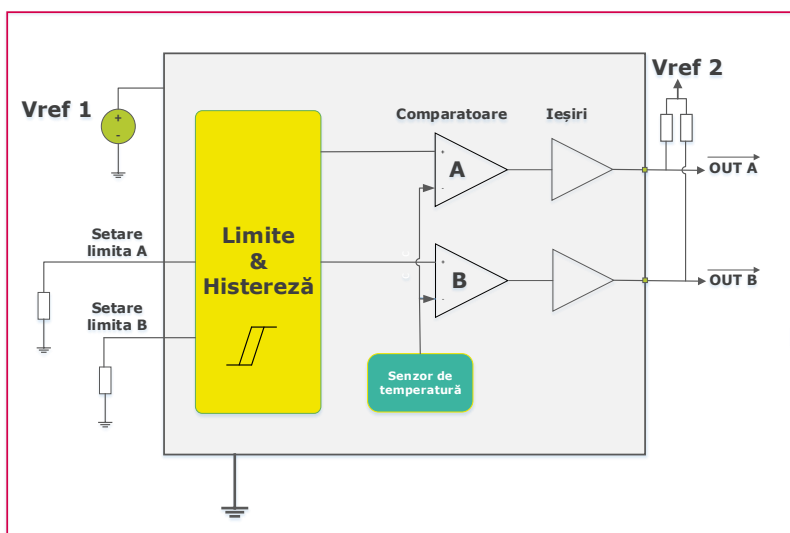 Vref 1
Vref 2
Comparatoare
Ieșiri
+
-
+
A
-
OUT A
Setare
limita A
Limite
&
Histereză
+
B
-
OUT B
Setare
limita B
Senzor de
temperatură